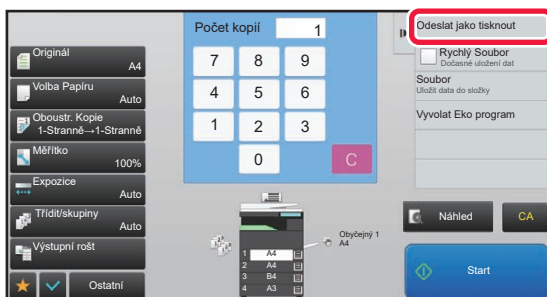 Originál
A4
Volba Papíru
Auto
Oboustr. Kopie
1-Stranně→1-Stranně
Měřítko
100%
Expozice
Auto
Třídit/skupiny
Auto
Výstupní rošt
Ostatní
Počet kopií 1
7 8 9
4 5 6
1 2 3
0 C
Obyčejný 1
A4
1 A4
2 A4
3 B4
4 A3
Odeslat jako tisknout
Rychlý Soubor
Dočasné uložení dat
Soubor
Uložit data do složky
Vyvolat Eko program
Náhled CA
Start